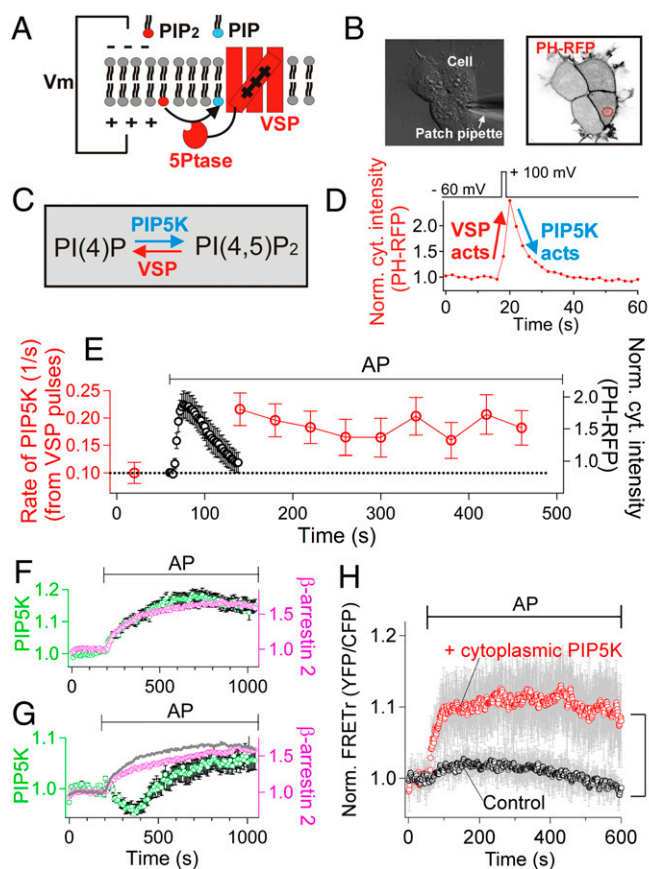 A
PIP2
PIP
Vm
- - -
+ + +
VSP
5Ptase
B
Cell
Patch pipette
PH-RFP
C
PI(4)P
PIP5K
VSP
PI(4,5)P2
D
+ 100 mV
- 60 mV
Norm. cyt. intensity
(PH-RFP)
2.0
1.5
1.0
VSP
acts
PIP5K
acts
0 20 40 60
Time (s)
E
AP
Rate of PIP5K (1/s)
(from VSP pulses)
0.25
0.20
0.15
0.10
2.0
1.5
1.0
Norm. cyt. intensity
(PH-RFP)
0 100 200 300 400 500
Time (s)
F
AP
PIP5K
1.2
1.1
1.0
1.5
1.0
β-arrestin 2
0 500 1000
G
AP
PIP5K
1.1
1.0
1.5
1.0
β-arrestin 2
0 500 1000
Time (s)
H
AP
Norm. FRETr (YFP/CFP)
1.2
1.1
1.0
+ cytoplasmic PIP5K
Control
0 200 400 600
Time (s)